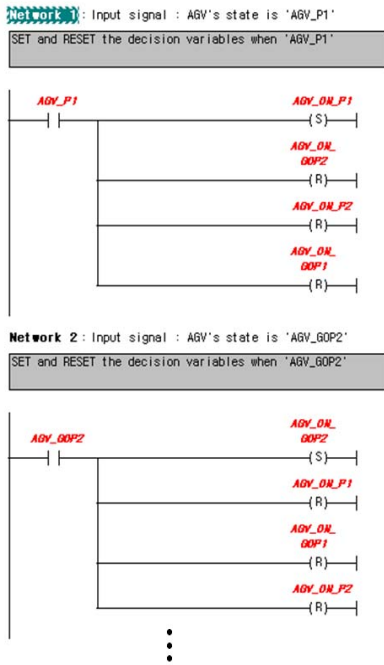 Network 1: Input signal : AGV's state is 'AGV_P1'
SET and RESET the decision variables when 'AGV_P1'
AGV_P1
AGV_ON_P1
(S)
AGV_ON_
GOP2
(R)
AGV_ON_P2
(R)
AGV_ON_
GOP1
(R)
Network 2: Input signal : AGV's state is 'AGV_GOP2'
SET and RESET the decision variables when 'AGV_GOP2'
AGV_GOP2
AGV_ON_
GOP2
(S)
AGV_ON_P1
(R)
AGV_ON_
GOP1
(R)
AGV_ON_P2
(R)